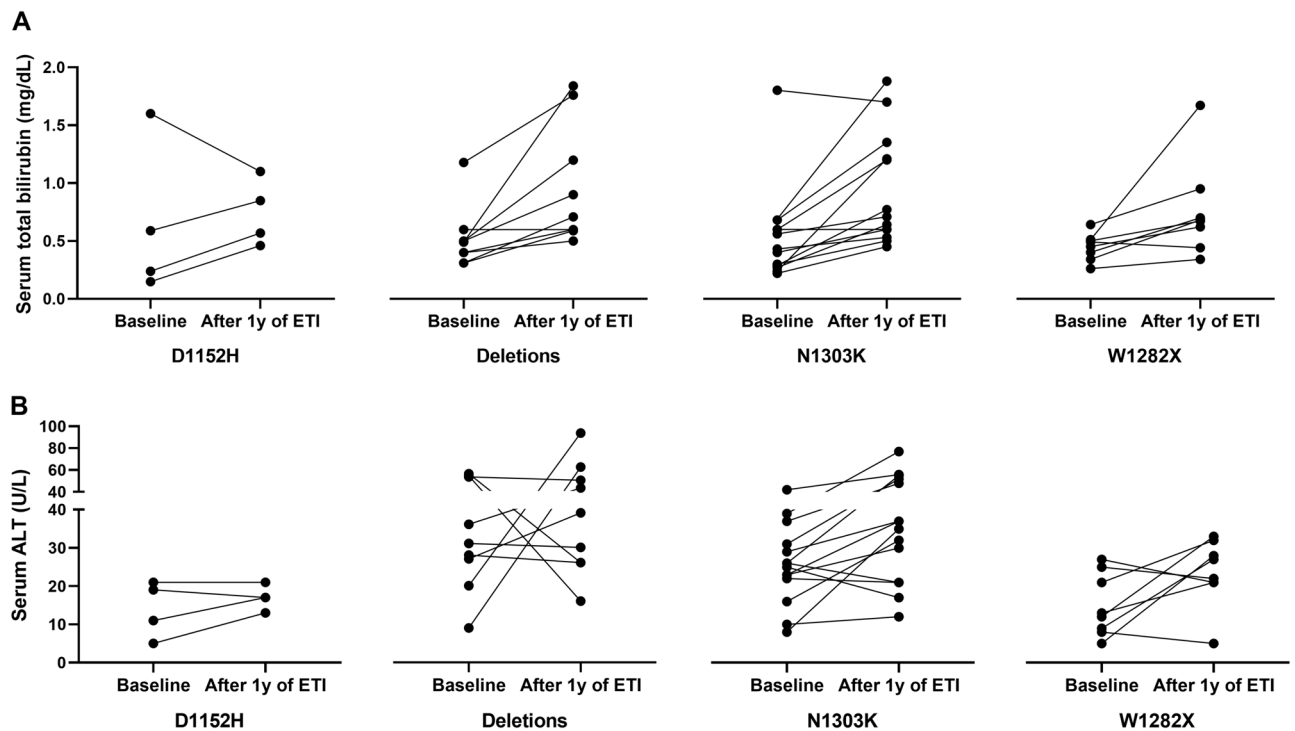 A
Serum total bilirubin (mg/dL)
2.0
1.5
1.0
0.5
0.0
Baseline After 1y of ETI
D1152H
Baseline After 1y of ETI
Deletions
Baseline After 1y of ETI
N1303K
Baseline After 1y of ETI
W1282X
B
Serum ALT (U/L)
100
80
60
40
40
30
20
10
0
Baseline After 1y of ETI
D1152H
Baseline After 1y of ETI
Deletions
Baseline After 1y of ETI
N1303K
Baseline After 1y of ETI
W1282X